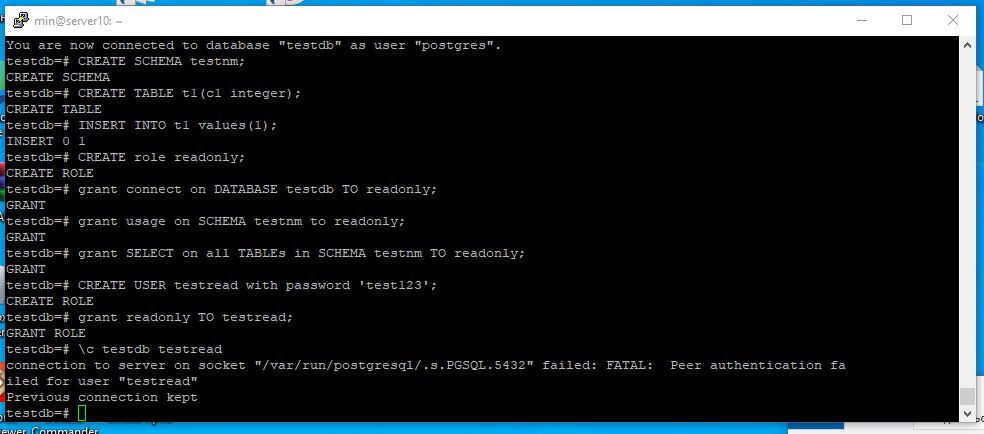 min@server10: ~
You are now connected to database "testdb" as user "postgres".
testdb=# CREATE SCHEMA testnm;
CREATE SCHEMA
testdb=# CREATE TABLE t1(c1 integer);
CREATE TABLE
testdb=# INSERT INTO t1 values(1);
INSERT 0 1
testdb=# CREATE role readonly;
CREATE ROLE
testdb=# grant connect on DATABASE testdb TO readonly;
GRANT
testdb=# grant usage on SCHEMA testnm to readonly;
GRANT
testdb=# grant SELECT on all TABLEs in SCHEMA testnm TO readonly;
GRANT
testdb=# CREATE USER testread with password 'test123';
CREATE ROLE
testdb=# grant readonly TO testread;
GRANT ROLE
testdb=# \c testdb testread
connection to server on socket "/var/run/postgresql/.s.PGSQL.5432" failed: FATAL:  Peer authentication fa
iled for user "testread"
Previous connection kept
testdb=#
Commander